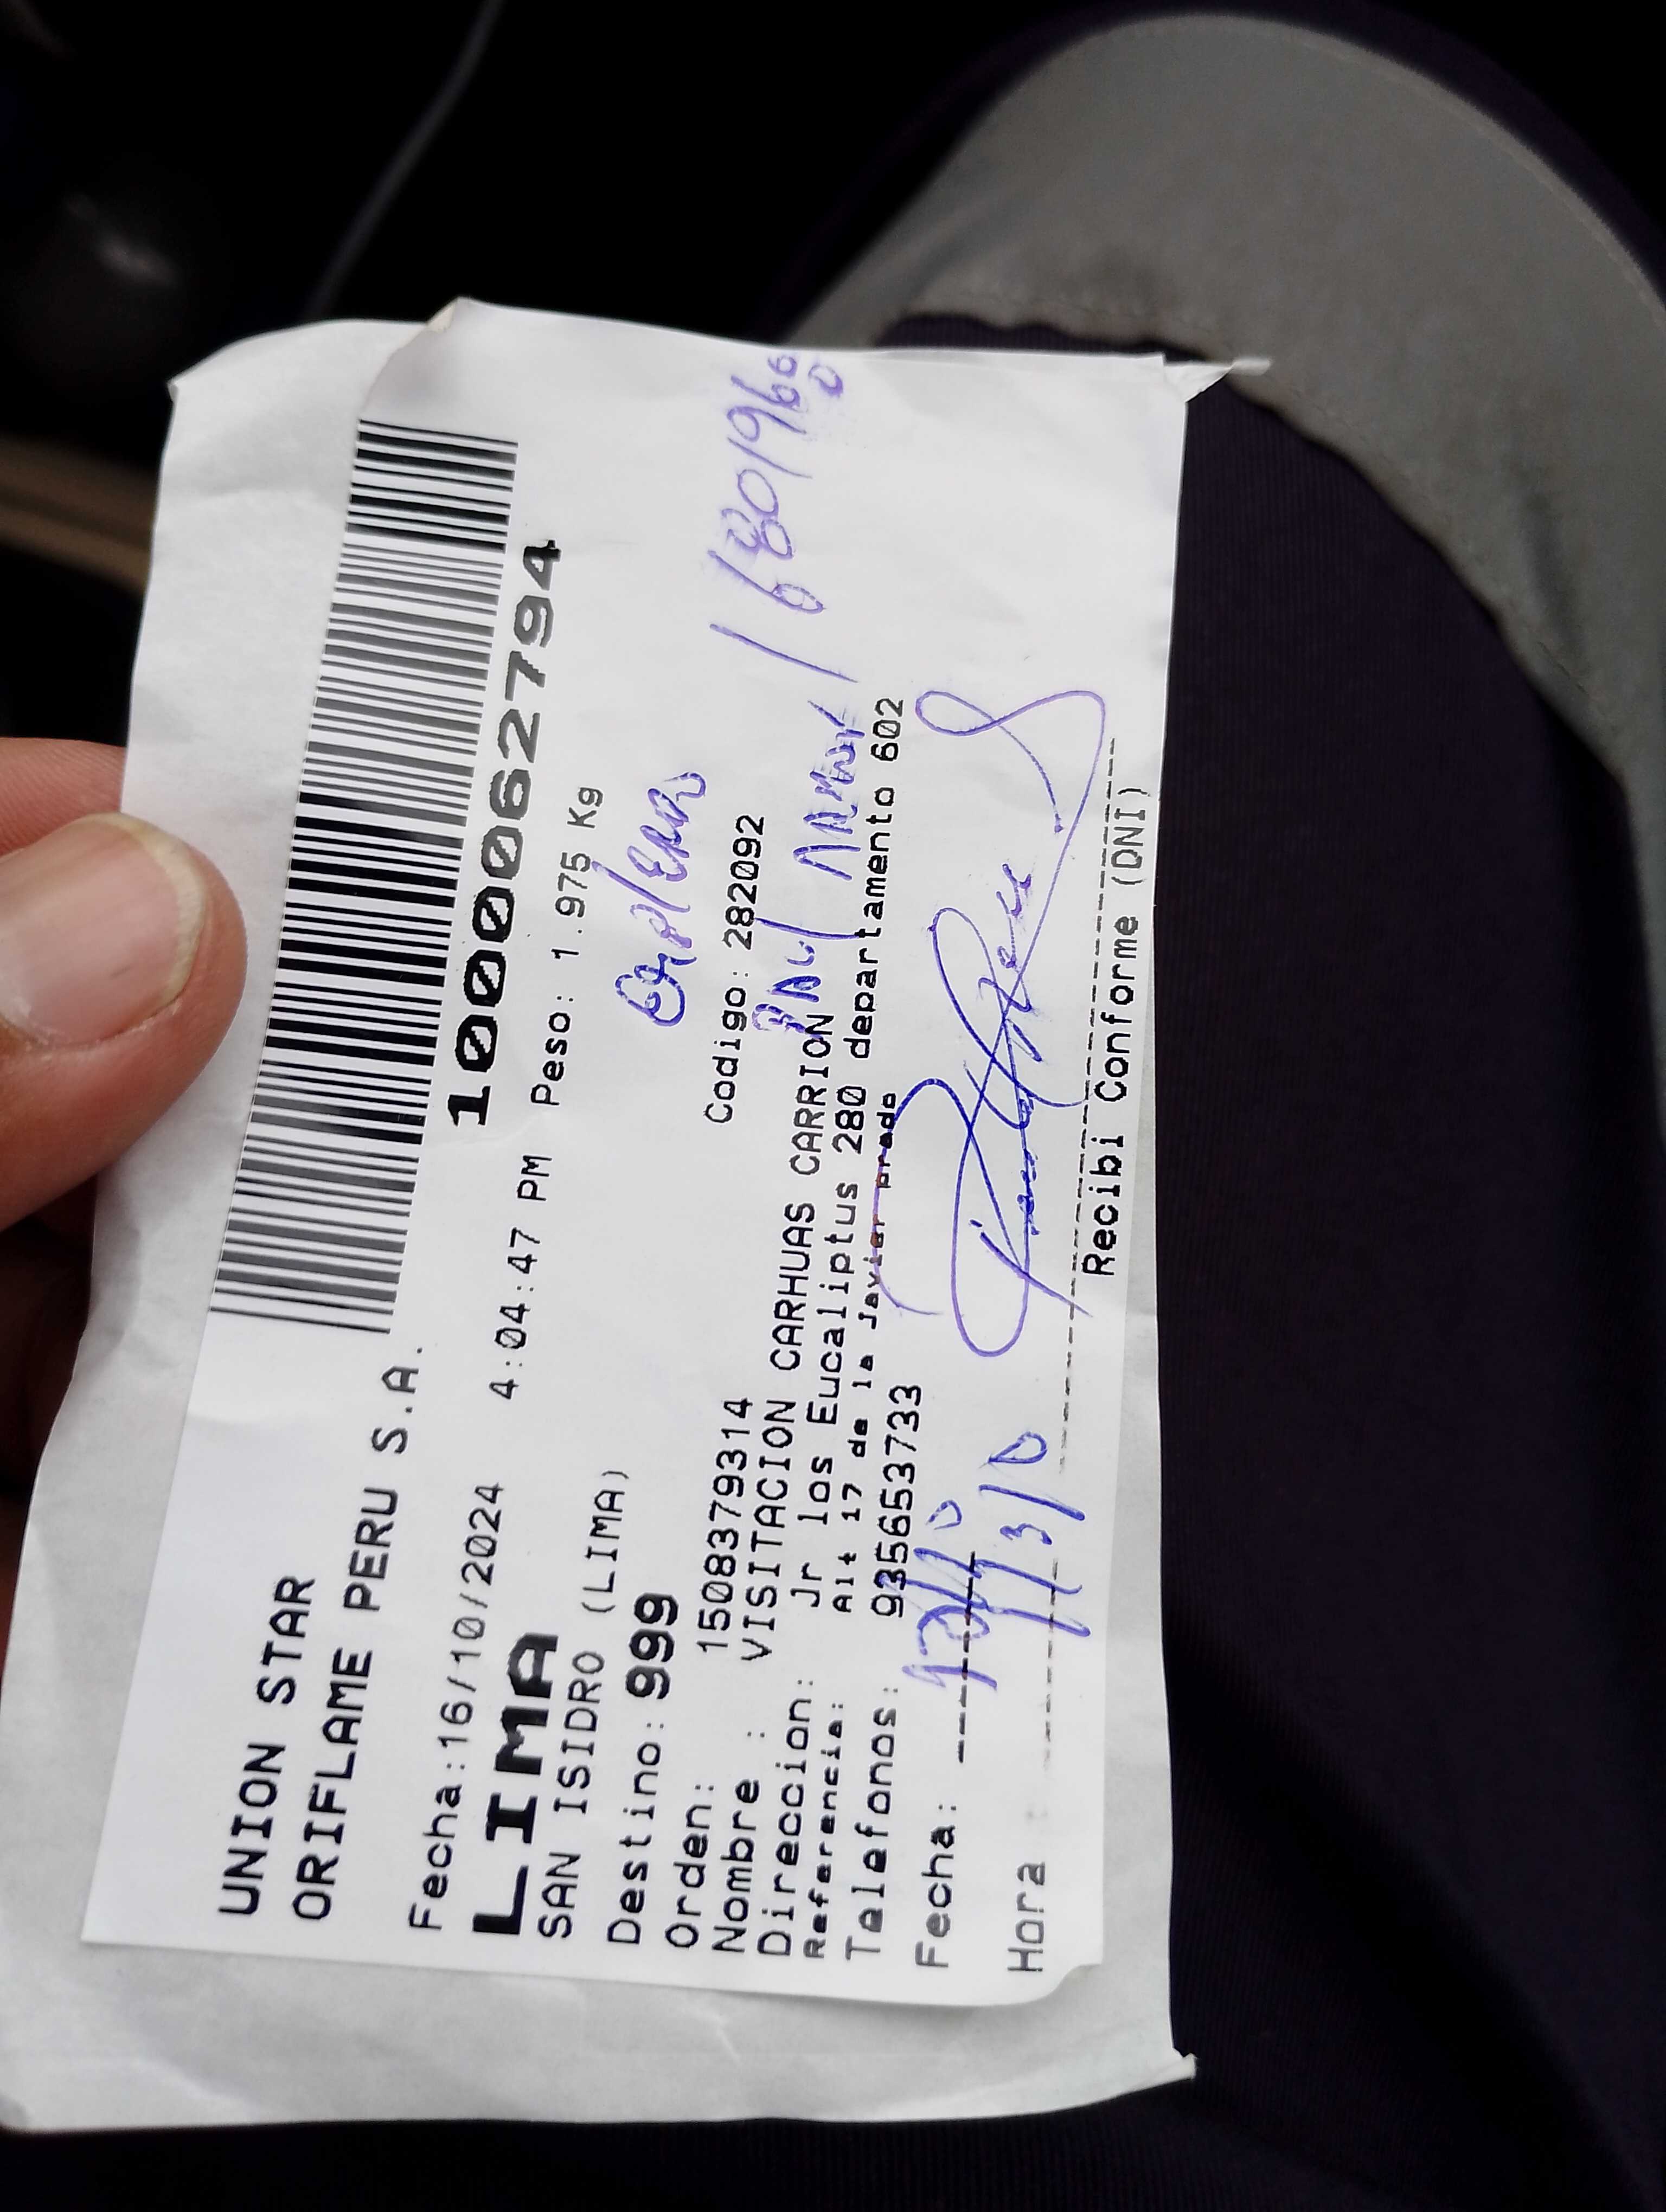 UNION STAR
ORIFLAME PERU S.A.
1000062794
Fecha:16/10/2024 4:04:47 PM Peso: 1.975 Kg
LIMA
SAN ISIDRO (LIMA)
Destino: 999
Orden: 1508379314 Codigo: 282092
Nombre : VISITACION CARHUAS CARRION
Direccion: Jr los Eucaliptus 280 departamento 602
Referencia: Alt 17 de la Javier prado
Telefonos: 935653733
Fecha:
Hora :
Recibi Conforme (DNI)